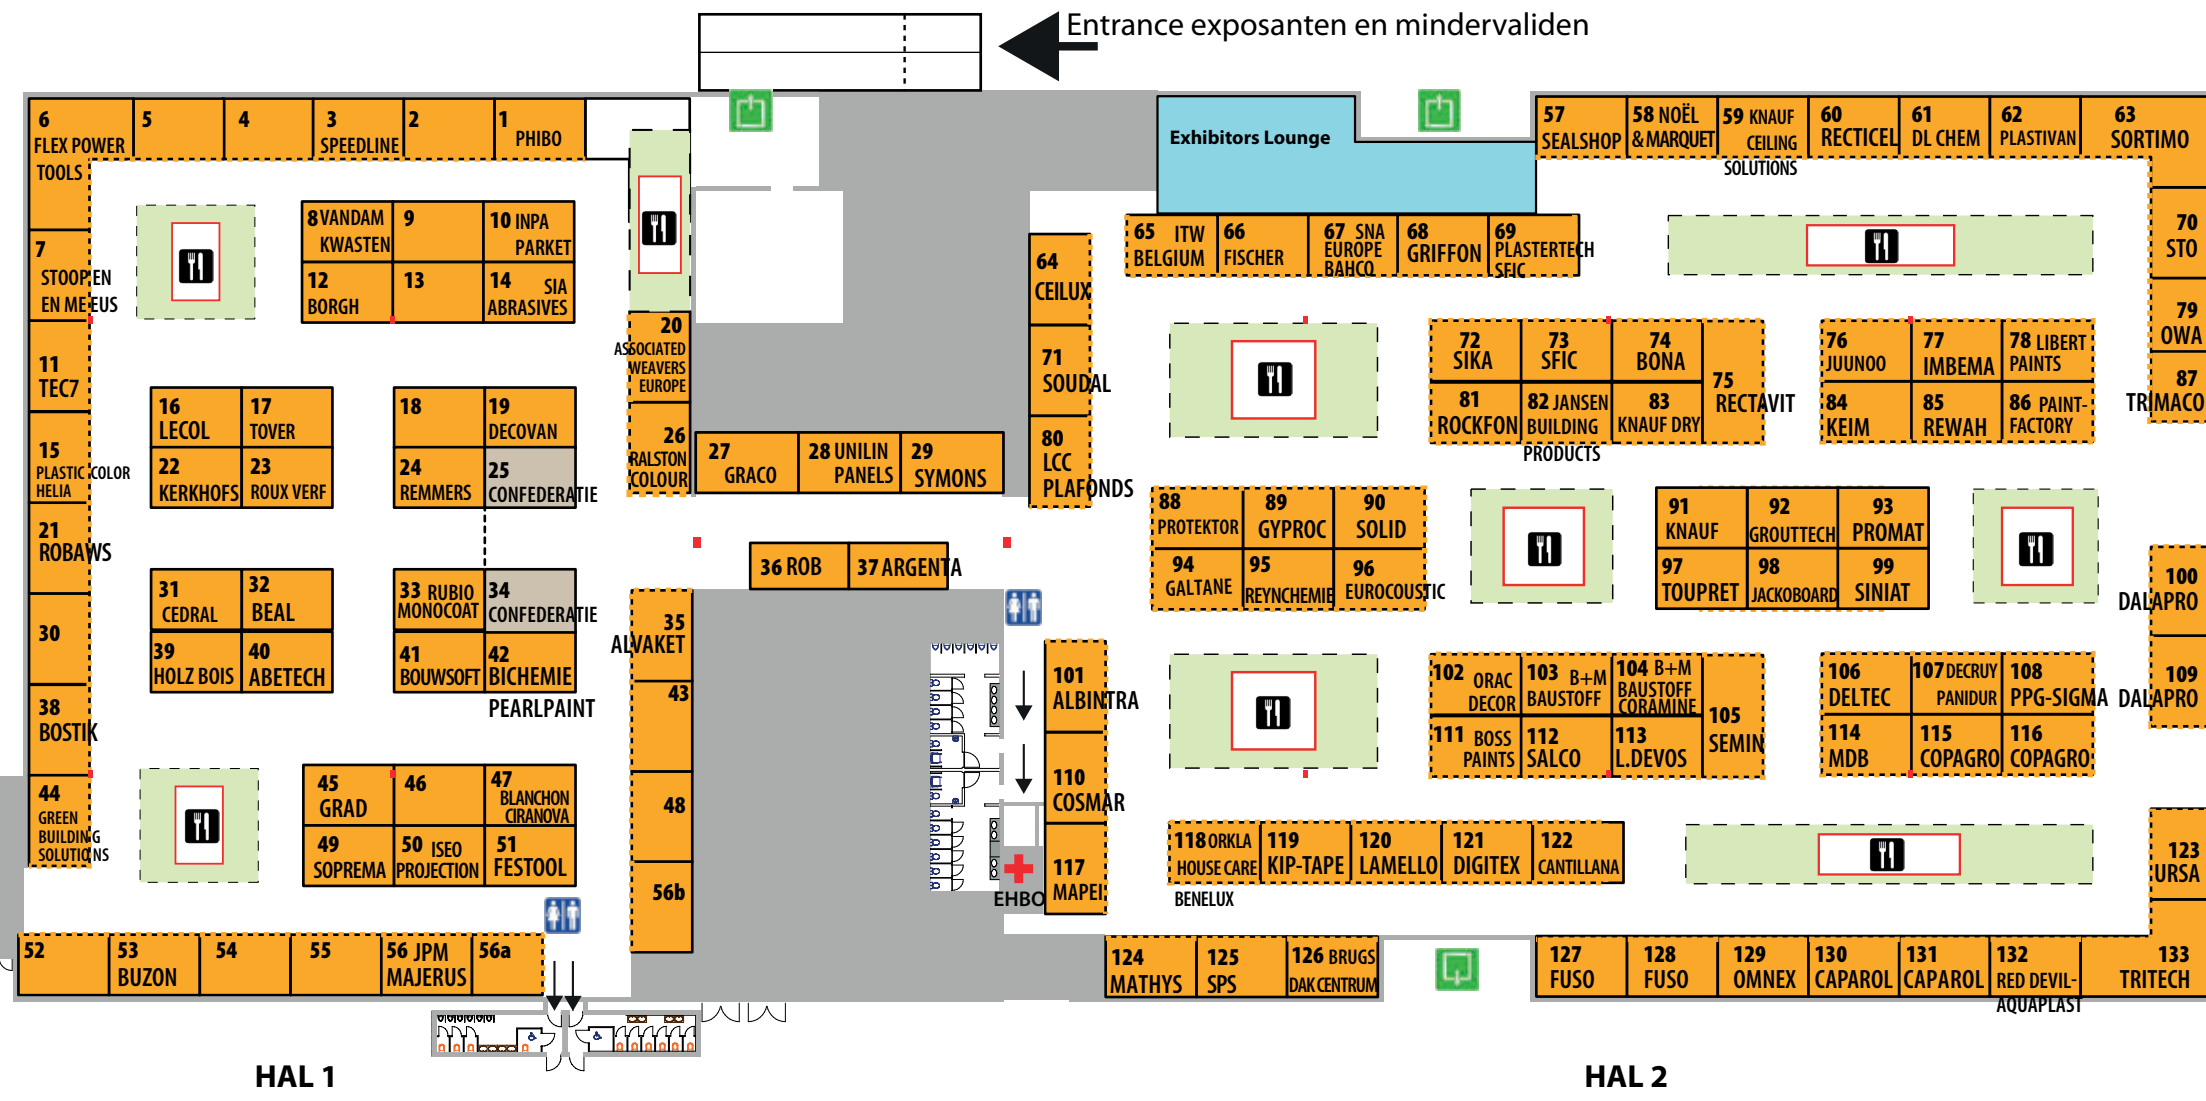 Entrance exposanten en mindervaliden
6
FLEX POWER
TOOLS
5
4
3
SPEEDLINE
2
1
PHIBO
Exhibitors Lounge
57
SEALSHOP
58 NOËL
& MARQUET
59 KNAUF
CEILING
SOLUTIONS
60
RECTICEL
61
DL CHEM
62
PLASTIVAN
63
SORTIMO
7
STOOP EN
EN MEEUS
8 VANDAM
KWASTEN
9
10 INPA
PARKET
12
BORGH
13
14 SIA
ABRASIVES
64
CEILUX
65 ITW
BELGIUM
66
FISCHER
67 SNA
EUROPE
BAHCO
68
GRIFFON
69
PLASTERTECH
SFIC
70
STO
11
TEC7
20
ASSOCIATED
WEAVERS
EUROPE
71
SOUDAL
72
SIKA
73
SFIC
74
BONA
75
RECTAVIT
76
JUUNOO
77
IMBEMA
78 LIBERT
PAINTS
79
OWA
15
PLASTIC COLOR
HELIA
16
LECOL
17
TOVER
18
19
DECOVAN
26
RALSTON
COLOUR
27
GRACO
28 UNILIN
PANELS
29
SYMONS
80
LCC
PLAFONDS
81
ROCKFON
82 JANSEN
BUILDING
PRODUCTS
83
KNAUF DRY
84
KEIM
85
REWAH
86 PAINT-
FACTORY
87
TRIMACO
21
ROBAWS
22
KERKHOFS
23
ROUX VERF
24
REMMERS
25
CONFEDERATIE
88
PROTEKTOR
89
GYPROC
90
SOLID
91
KNAUF
92
GROUTTECH
93
PROMAT
30
31
CEDRAL
32
BEAL
33 RUBIO
MONOCOAT
34
CONFEDERATIE
35
ALVAKET
36 ROB
37 ARGENTA
94
GALTANE
95
REYNCHEMIE
96
EUROCOUSTIC
97
TOUPRET
98
JACKOBOARD
99
SINIAT
100
DALAPRO
38
BOSTIK
39
HOLZ BOIS
40
ABETECH
41
BOUWSOFT
42
BICHEMIE
PEARLPAINT
43
101
ALBINTRA
102 ORAC
DECOR
103 B+M
BAUSTOFF
104 B+M
BAUSTOFF
CORAMINE
105
SEMIN
106
DELTEC
107 DECRUY
PANIDUR
108
PPG-SIGMA
109
DALAPRO
44
GREEN
BUILDING
SOLUTIONS
45
GRAD
46
47
BLANCHON
CIRANOVA
48
110
COSMAR
111 BOSS
PAINTS
112
SALCO
113
L.DEVOS
114
MDB
115
COPAGRO
116
COPAGRO
49
SOPREMA
50 ISEO
PROJECTION
51
FESTOOL
56b
EHBO
117
MAPEI
118 ORKLA
HOUSE CARE
BENELUX
119
KIP-TAPE
120
LAMELLO
121
DIGITEX
122
CANTILLANA
123
URSA
52
53
BUZON
54
55
56 JPM
MAJERUS
56a
124
MATHYS
125
SPS
126 BRUGS
DAK CENTRUM
127
FUSO
128
FUSO
129
OMNEX
130
CAPAROL
131
CAPAROL
132
RED DEVIL-
AQUAPLAST
133
TRITECH
HAL 1
HAL 2